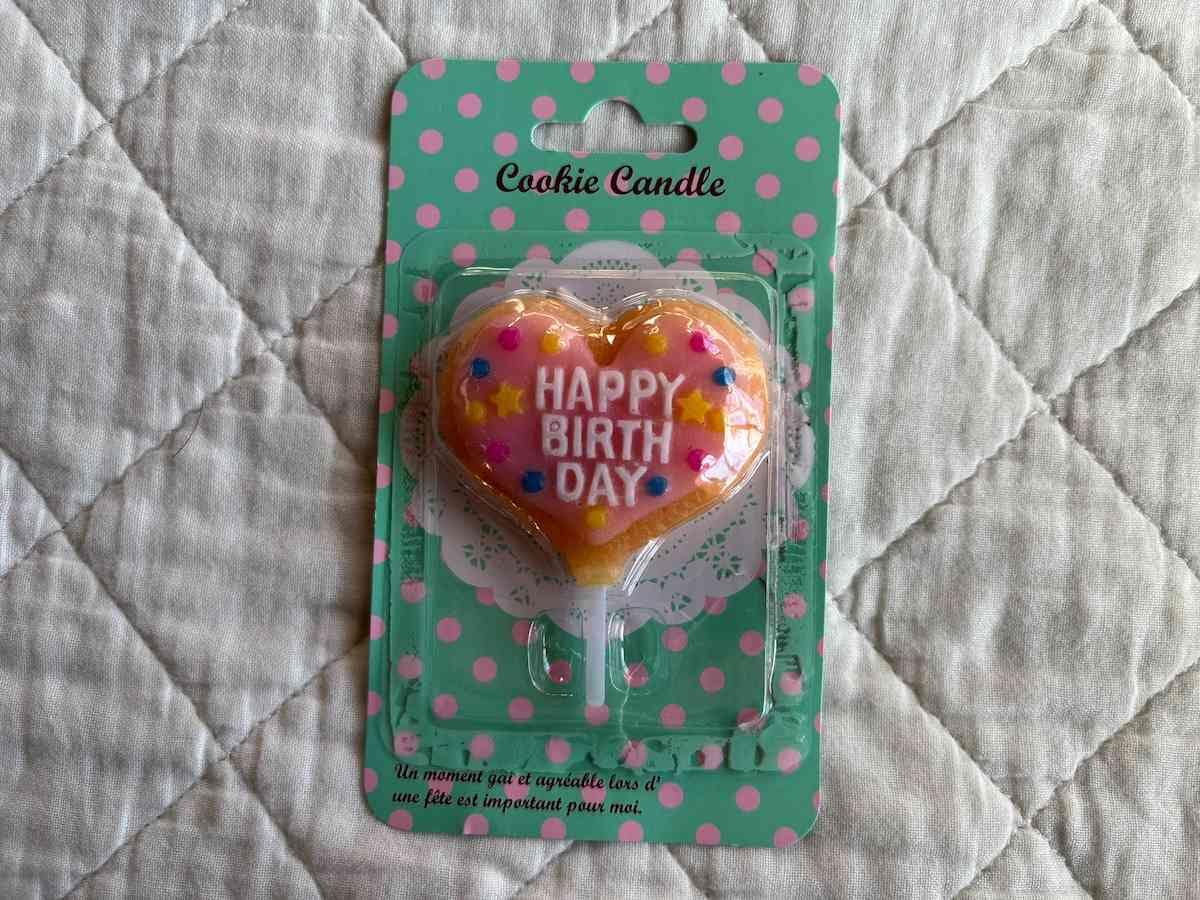 Cookie Candle
HAPPY
BIRTH
DAY
Un moment gai et agréable lors d'
une fête est important pour moi.